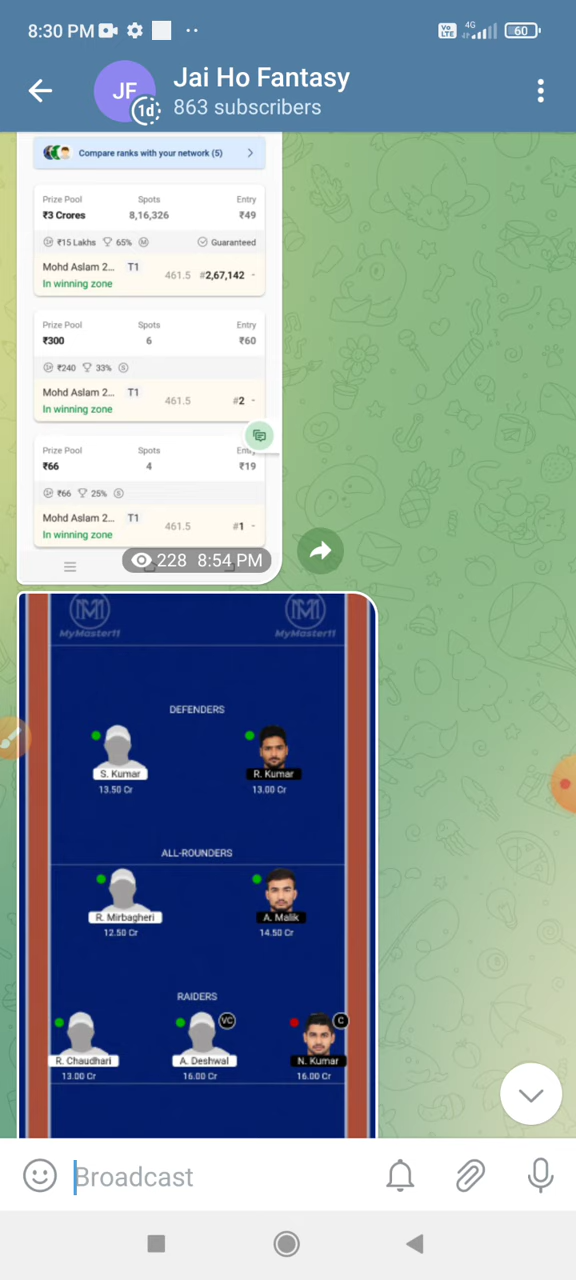 8:30 PM
Vo LTE 4G 60
JF
1d
Jai Ho Fantasy
863 subscribers
Compare ranks with your network (5)
Prize Pool Spots Entry
₹3 Crores 8,16,326 ₹49
₹15 Lakhs 65% M Guaranteed
Mohd Aslam 2... T1 461.5 #2,67,142 -
In winning zone
Prize Pool Spots Entry
₹300 6 ₹60
₹240 33% S
Mohd Aslam 2... T1 461.5 #2 -
In winning zone
Prize Pool Spots
₹66 4 ₹19
₹66 25% S
Mohd Aslam 2... T1 461.5 #1 -
In winning zone
228 8:54 PM
MyMaster11 MyMaster11
DEFENDERS
S. Kumar R. Kumar
13.50 Cr 13.00 Cr
ALL-ROUNDERS
R. Mirbagheri A. Malik
12.50 Cr 14.50 Cr
RAIDERS
VC C
R. Chaudhari A. Deshwal N. Kumar
13.00 Cr 16.00 Cr 16.00 Cr
Broadcast